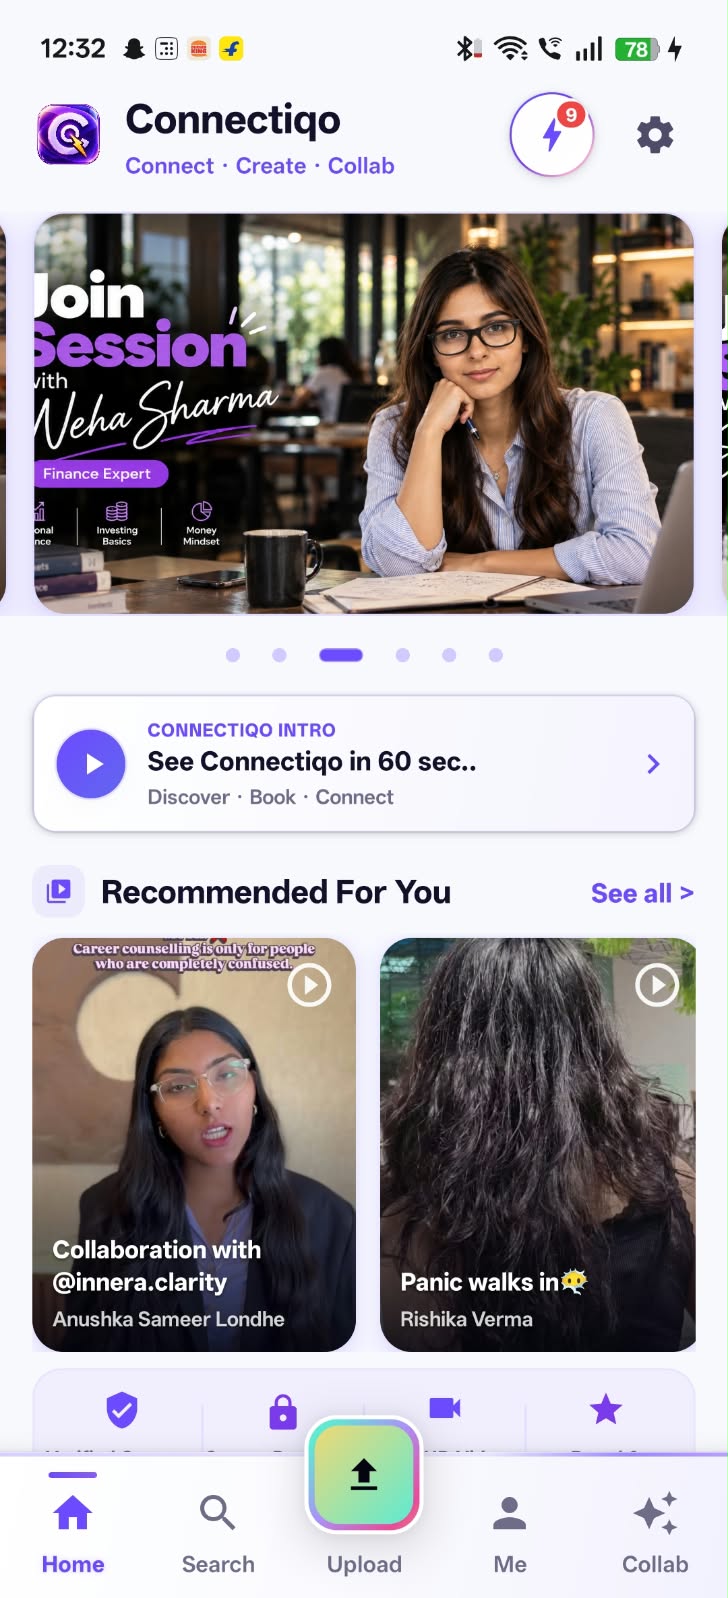 12:32
78
Connectiqo
9
Connect · Create · Collab
Join
Session
with
Neha Sharma
Finance Expert
Investing
Basics
Money
Mindset
CONNECTIQO INTRO
See Connectiqo in 60 sec..
Discover · Book · Connect
Recommended For You
See all >
Career counselling is only for people
who are completely confused.
Collaboration with
@innera.clarity
Anushka Sameer Londhe
Panic walks in
Rishika Verma
Home
Search
Upload
Me
Collab